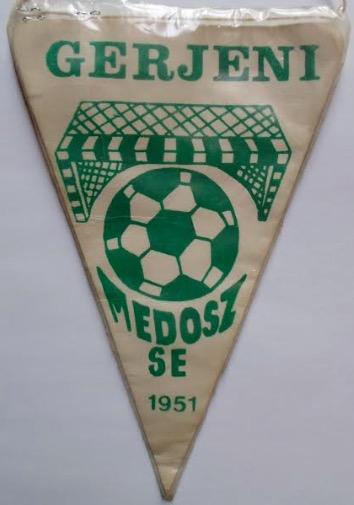 GERJENI
MEDOSZ
SE
1951